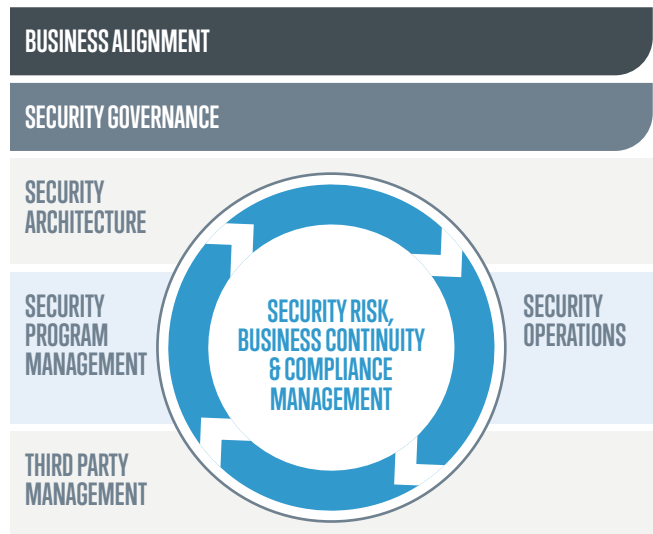 BUSINESS ALIGNMENT
SECURITY GOVERNANCE
SECURITY
ARCHITECTURE
SECURITY
PROGRAM
MANAGEMENT
SECURITY RISK,
BUSINESS CONTINUITY
& COMPLIANCE
MANAGEMENT
SECURITY
OPERATIONS
THIRD PARTY
MANAGEMENT